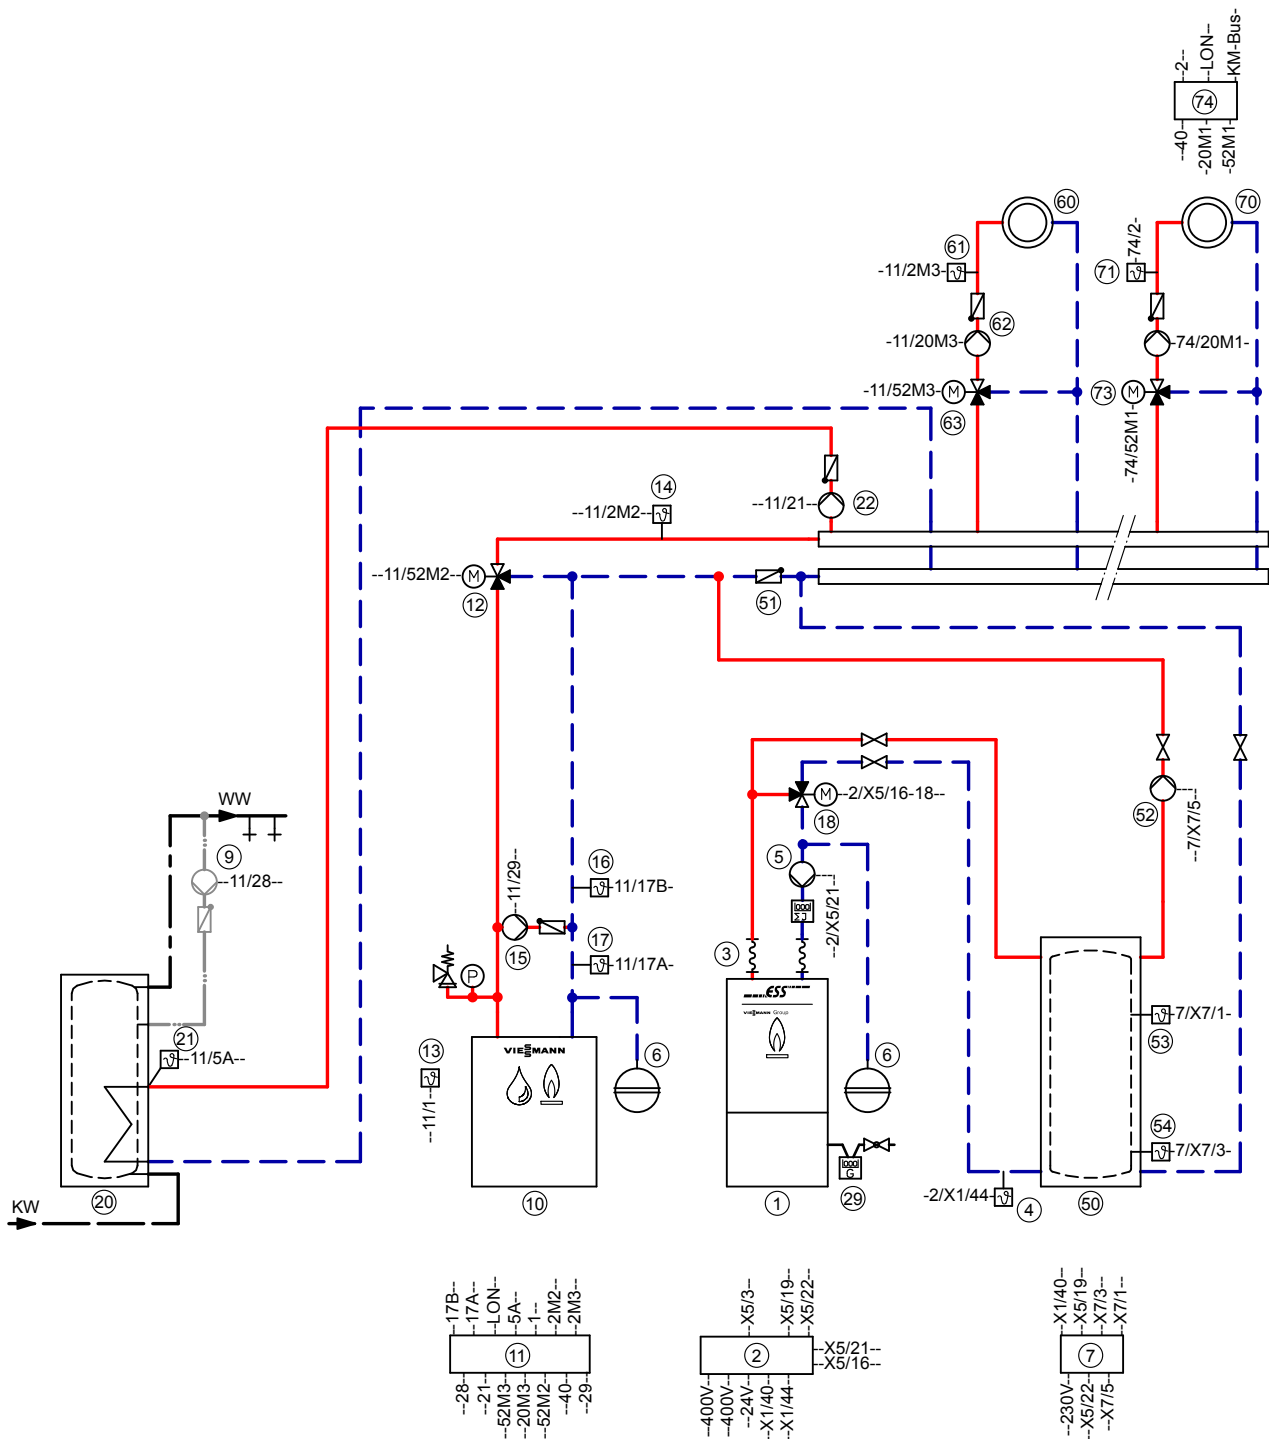 --2--
LON--
KM-Bus-
74
--40--
-20M1-
-52M1-
60
70
61
-11/2M3-
71
-74/2-
62
-11/20M3-
-74/20M1-
-11/52M3-
M
63
73
M
-74/52M1-
14
--11/2M2--
--11/21--
22
--11/52M2--
M
12
51
WW
9
--11/28--
M
--2/X5/16-18--
18
52
--7/X7/5--
5
--2/X5/21--
ΣJ
16
-11/17B-
--11/29--
15
17
-11/17A-
3
P
ESS
VIESMANN Group
VIESMANN
21
--11/5A--
13
--11/1--
6
6
-7/X7/1-
53
54
-7/X7/3-
G
KW
20
10
1
29
-2/X1/44-
4
50
--17B--
--17A--
--LON--
--5A--
--1--
--2M2--
--2M3--
11
--28--
--21--
--52M3--
--20M3--
--52M2--
--40--
--29--
--X5/3--
--X5/19--
--X5/22--
2
--X5/21--
--X5/16--
--400V--
--400V--
--24V--
--X1/40--
--X1/44--
--X1/40--
--X5/19--
--X7/3--
--X7/1--
7
--230V--
--X5/22--
--X7/5--